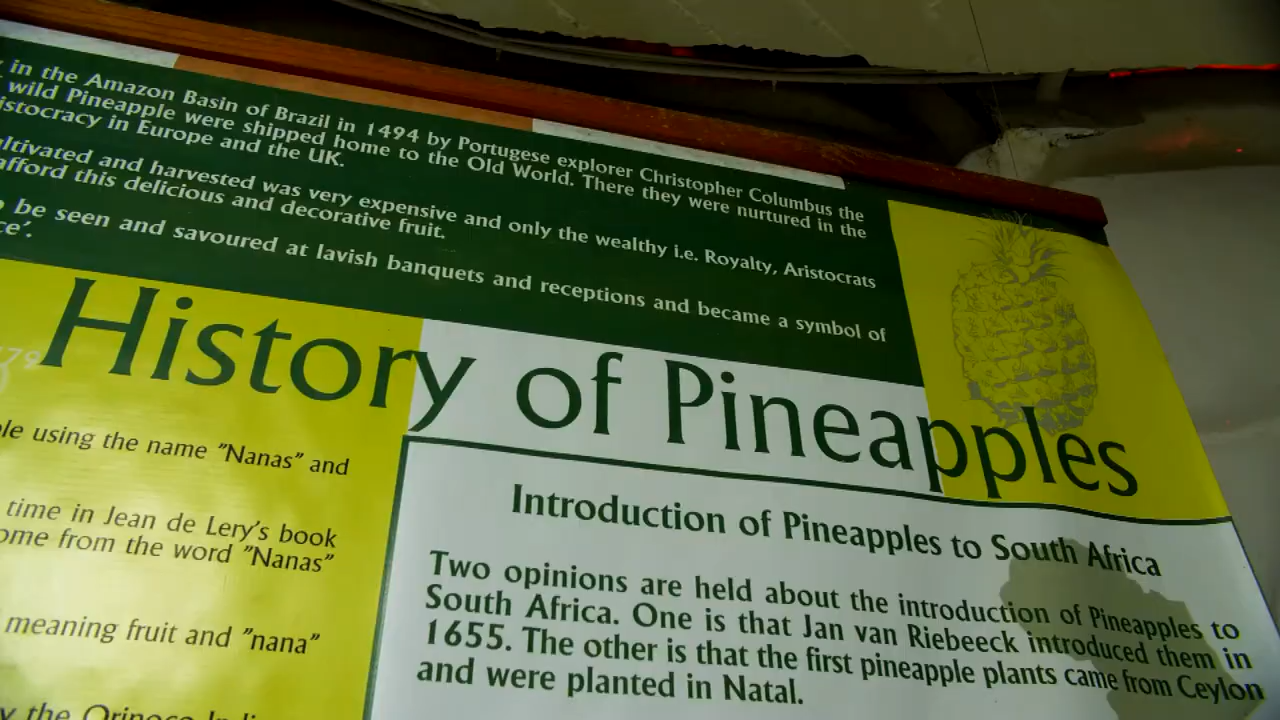 in the Amazon Basin of Brazil in 1494 by Portugese explorer Christopher Columbus the
wild Pineapple were shipped home to the Old World. There they were nurtured in the
istocracy in Europe and the UK.
ultivated and harvested was very expensive and only the wealthy i.e. Royalty, Aristocrats
afford this delicious and decorative fruit.
be seen and savoured at lavish banquets and receptions and became a symbol of
ce'.
History of Pineapples
ple using the name "Nanas" and
time in Jean de Lery's book
ome from the word "Nanas"
meaning fruit and "nana"
y the Orinoco
Introduction of Pineapples to South Africa
Two opinions are held about the introduction of Pineapples to
South Africa. One is that Jan van Riebeeck introduced them in
1655. The other is that the first pineapple plants came from Ceylon
and were planted in Natal.